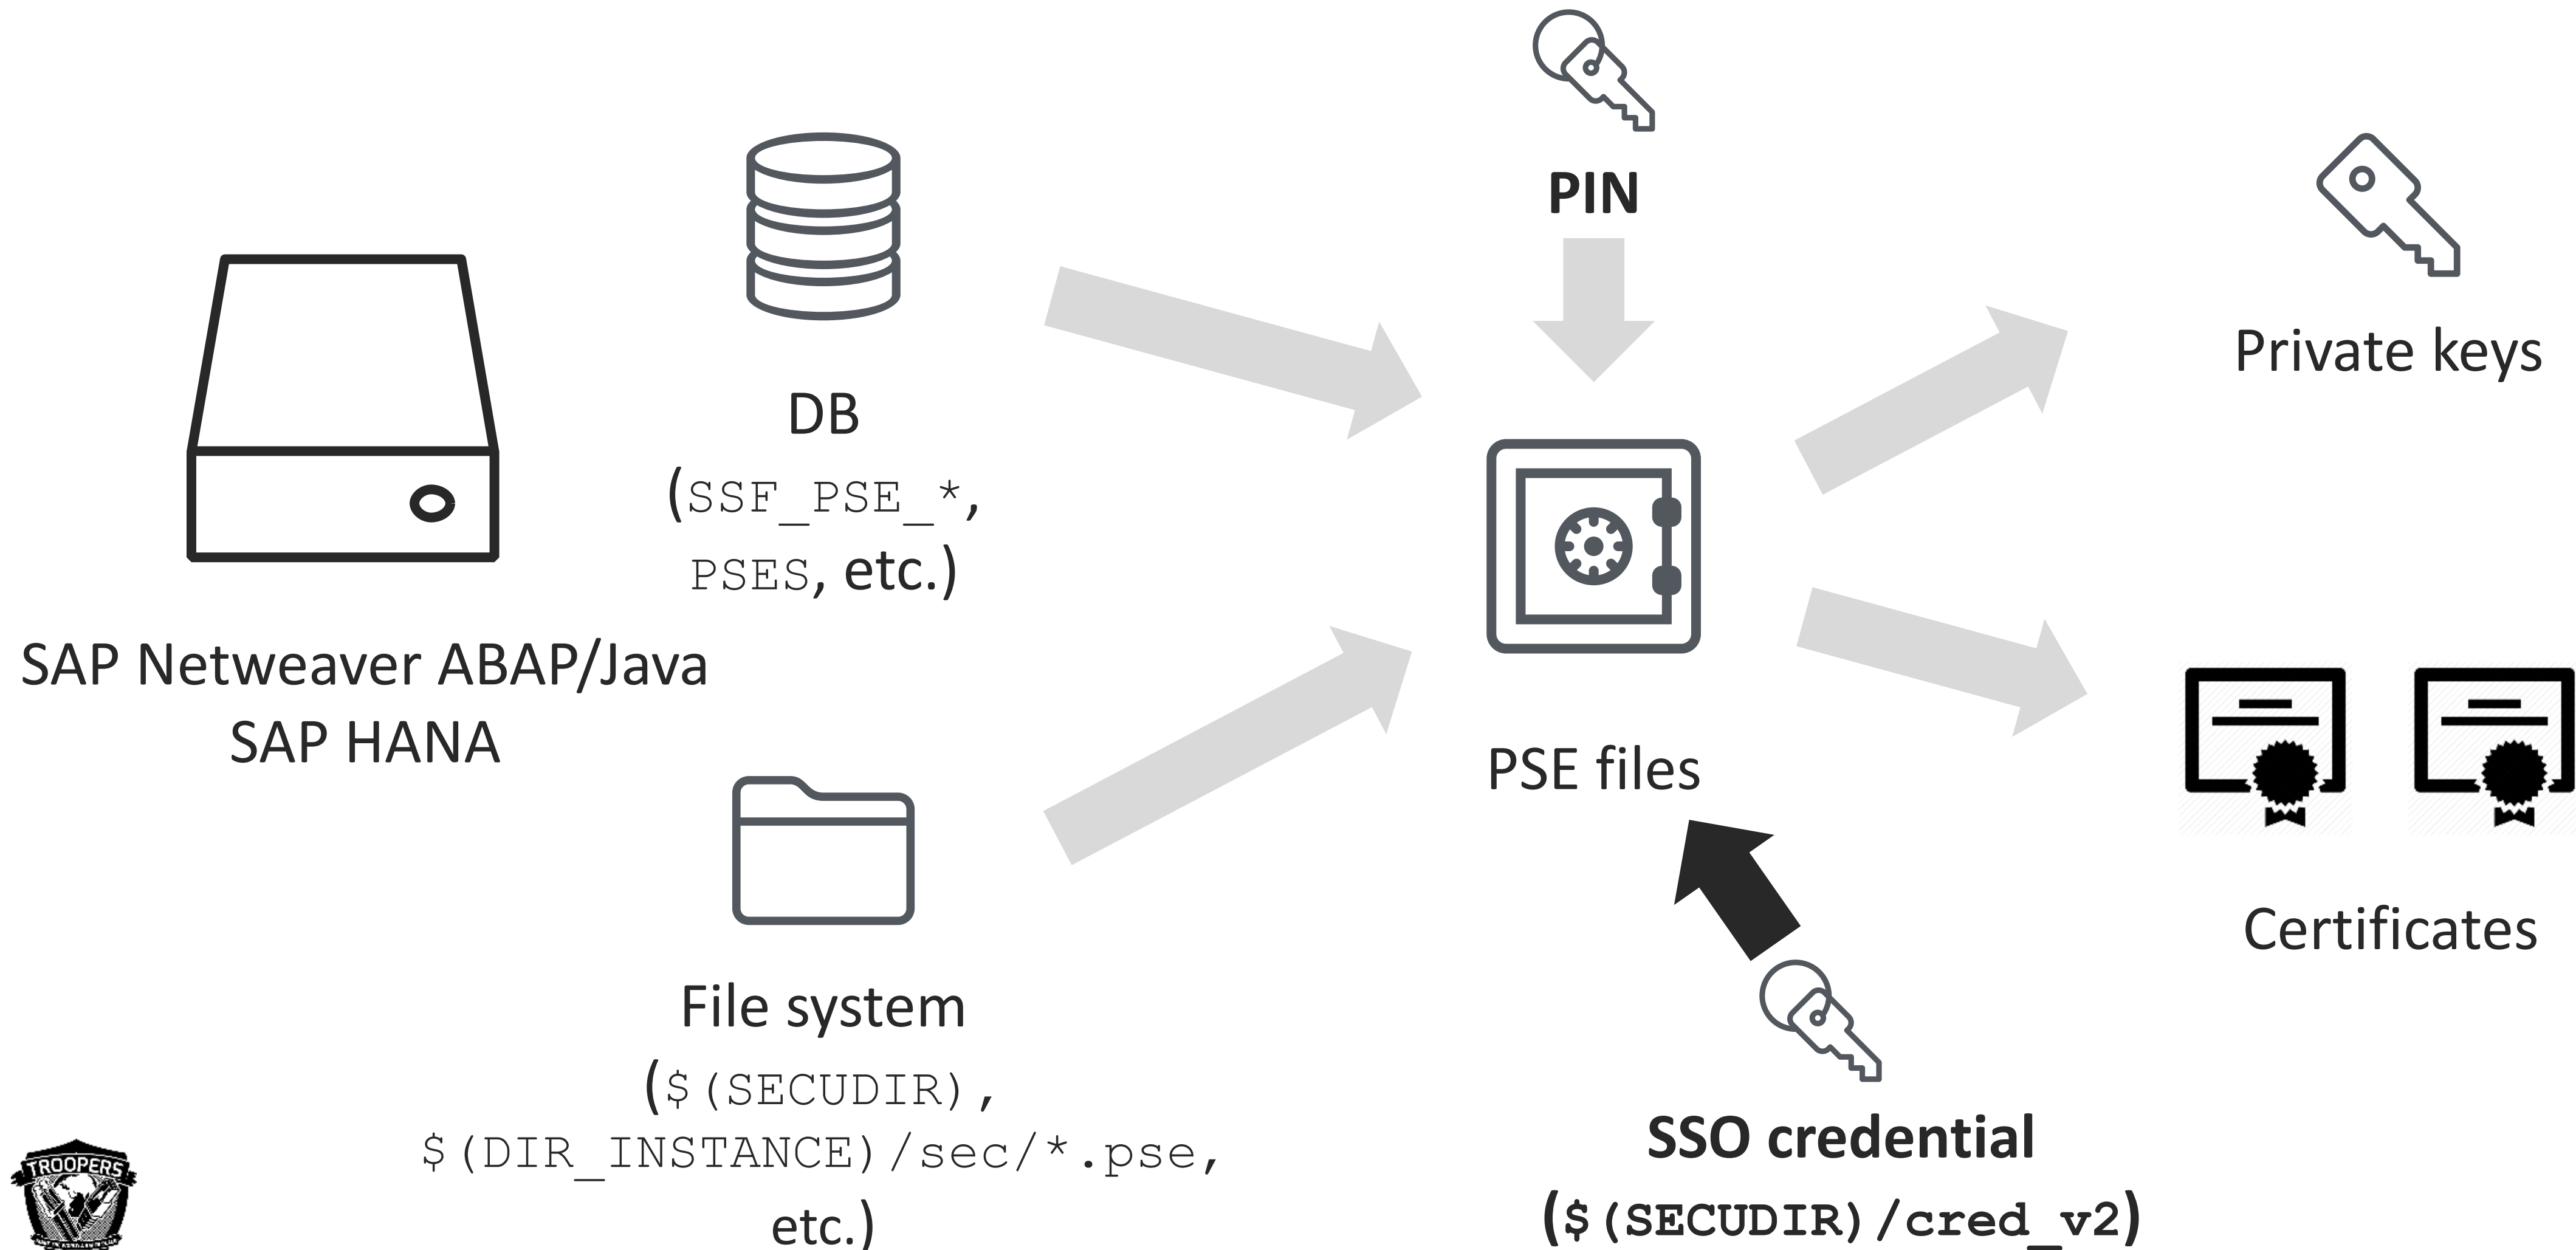 PIN
Private keys
DB
(SSF_PSE_*,
PSES, etc.)
SAP Netweaver ABAP/Java
SAP HANA
PSE files
Certificates
File system
($(SECUDIR),
$(DIR_INSTANCE)/sec/*.pse,
etc.)
SSO credential
($(SECUDIR)/cred_v2)
TROOPERS